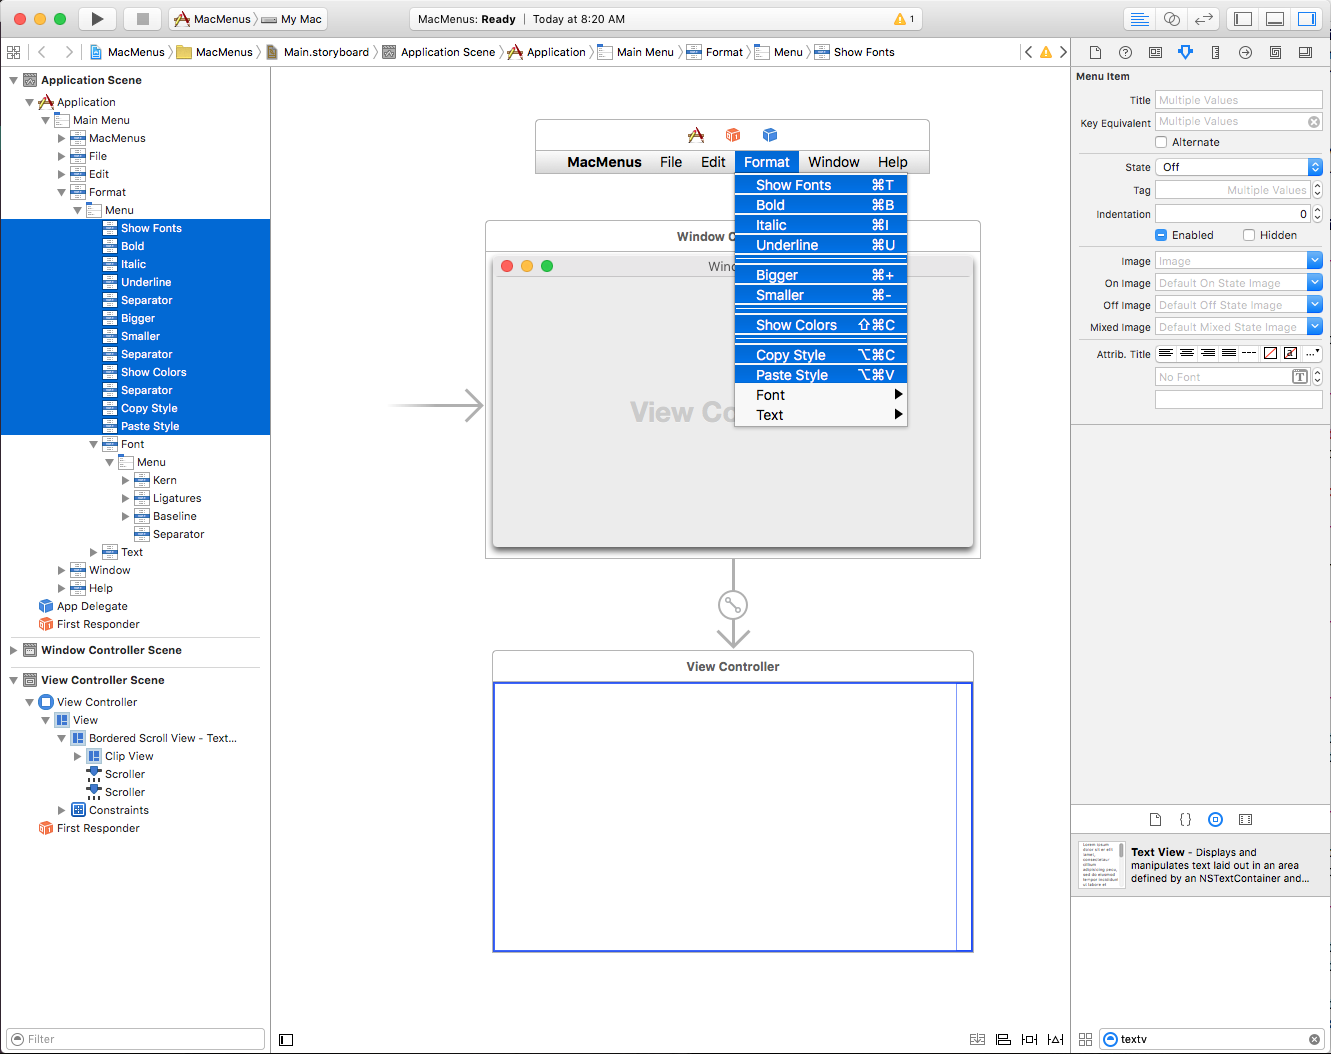 MacMenus My Mac
MacMenus: Ready | Today at 8:20 AM
1
MacMenus MacMenus Main.storyboard Application Scene Application Main Menu Format Menu Show Fonts
Application Scene
Application
Main Menu
MacMenus
File
Edit
Format
Menu
Show Fonts
Bold
Italic
Underline
Separator
Bigger
Smaller
Separator
Show Colors
Separator
Copy Style
Paste Style
Font
Menu
Kern
Ligatures
Baseline
Separator
Text
Window
Help
App Delegate
First Responder
Window Controller Scene
View Controller Scene
View Controller
View
Bordered Scroll View - Text...
Clip View
Scroller
Scroller
Constraints
First Responder
Filter
MacMenus File Edit Format Window Help
Show Fonts ⌘T
Bold ⌘B
Italic ⌘I
Underline ⌘U
Bigger ⌘+
Smaller ⌘-
Show Colors ⇧⌘C
Copy Style ⌥⌘C
Paste Style ⌥⌘V
Font
Text
Window C
Wind
View Co
View Controller
Menu Item
Title Multiple Values
Key Equivalent Multiple Values
Alternate
State Off
Tag Multiple Values
Indentation 0
Enabled Hidden
Image Image
On Image Default On State Image
Off Image Default Off State Image
Mixed Image Default Mixed State Image
Attrib. Title
No Font
Text View - Displays and
manipulates text laid out in an area
defined by an NSTextContainer and...
textv